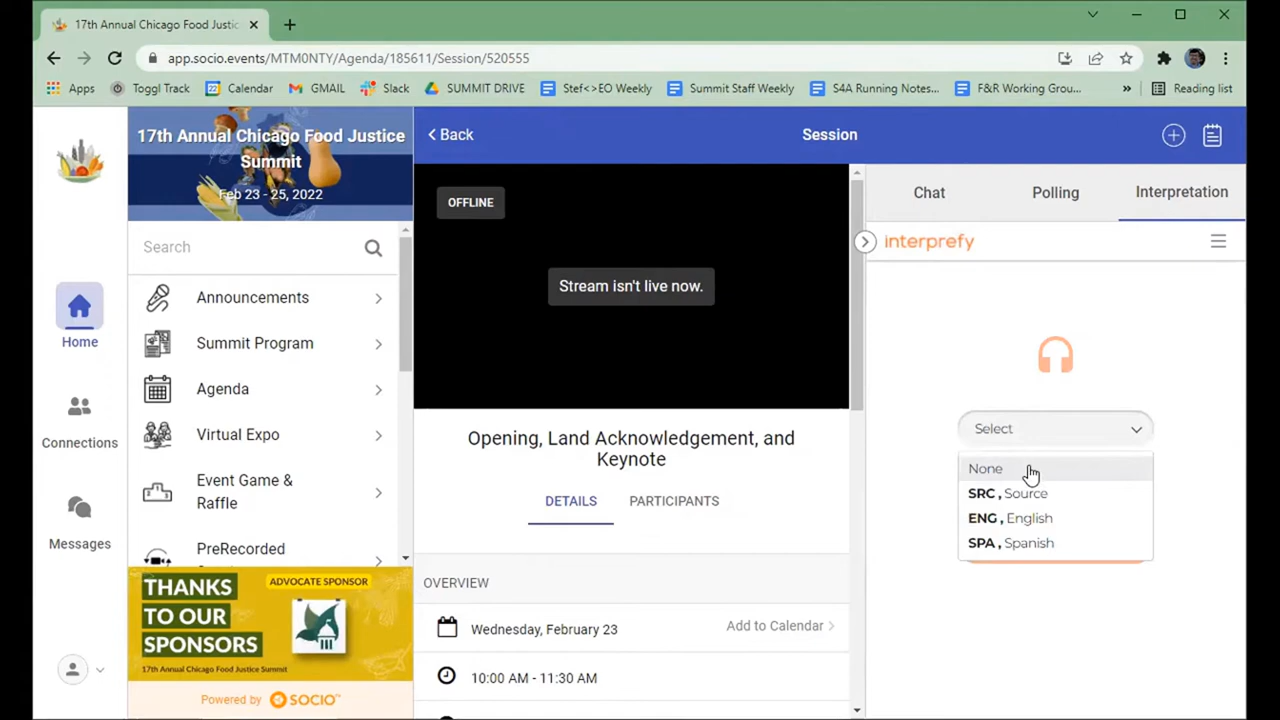 17th Annual Chicago Food Justic
app.socio.events/MTM0NTY/Agenda/185611/Session/520555
Apps
Toggl Track
22
Calendar
GMAIL
Slack
SUMMIT DRIVE
Stef<>EO Weekly
Summit Staff Weekly
S4A Running Notes...
F&R Working Grou...
»
Reading list
17th Annual Chicago Food Justice
Summit
Feb 23 - 25, 2022
Back
Session
Home
Connections
Messages
Search
Announcements
Summit Program
Agenda
Virtual Expo
Event Game &
Raffle
PreRecorded
THANKS
TO OUR
SPONSORS
ADVOCATE SPONSOR
17th Annual Chicago Food Justice Summit
Powered by SOCIO™
OFFLINE
Stream isn't live now.
Opening, Land Acknowledgement, and
Keynote
DETAILS
PARTICIPANTS
OVERVIEW
Wednesday, February 23
Add to Calendar
10:00 AM - 11:30 AM
Chat
Polling
Interpretation
interprefy
Select
None
SRC , Source
ENG , English
SPA , Spanish